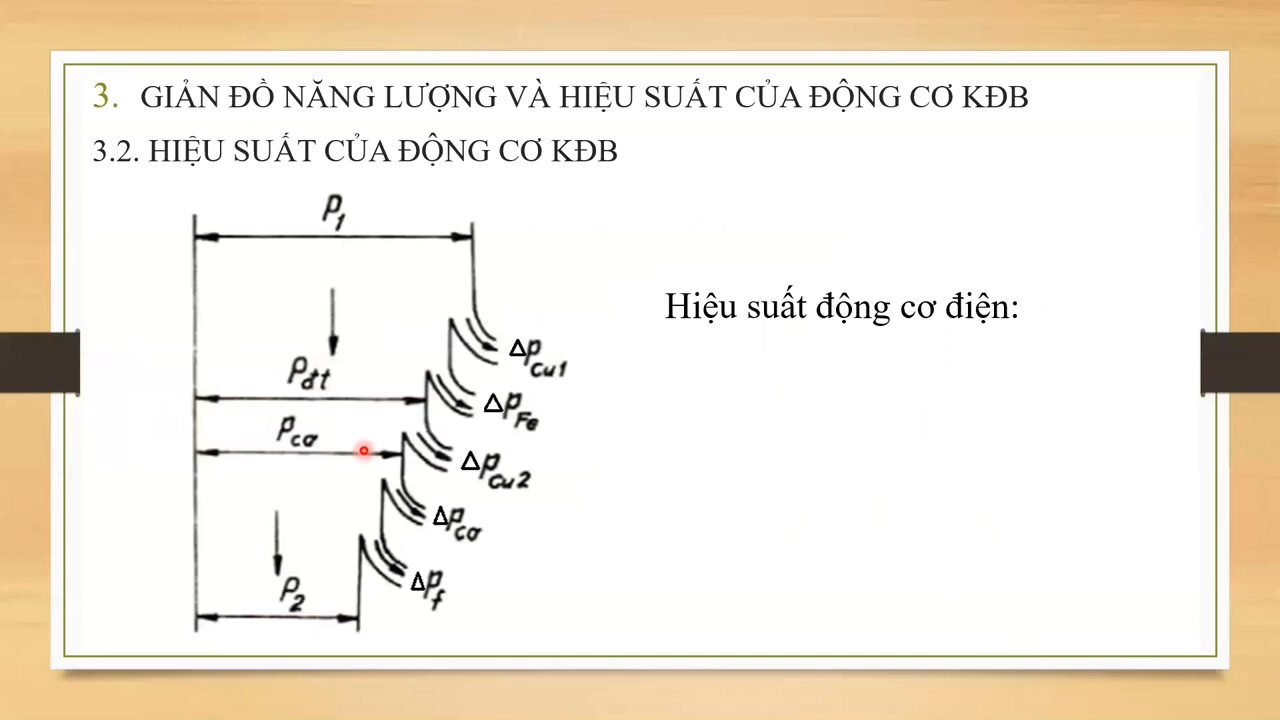 3. GIẢN ĐỒ NĂNG LƯỢNG VÀ HIỆU SUẤT CỦA ĐỘNG CƠ KĐB
3.2. HIỆU SUẤT CỦA ĐỘNG CƠ KĐB
P1
Hiệu suất động cơ điện:
ΔPCu1
Pđt
ΔPFe
Pcơ
ΔPCu2
ΔPcơ
ΔPf
P2